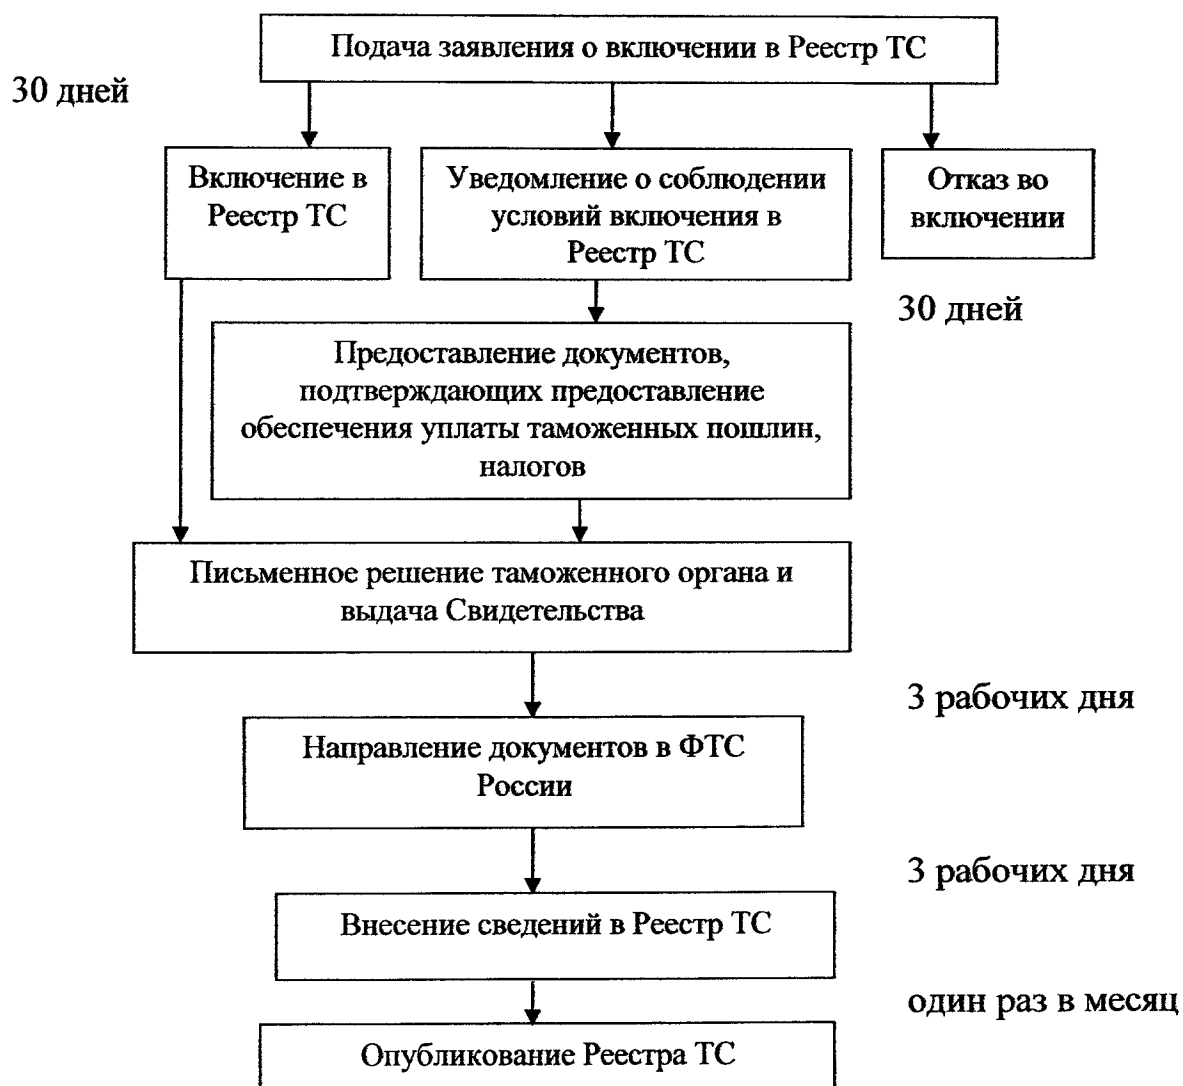 Подача заявления о включении в Реестр ТС
30 дней
Включение в
Реестр ТС
Уведомление о соблюдении
условий включения в
Реестр ТС
Отказ во
включении
30 дней
Предоставление документов,
подтверждающих предоставление
обеспечения уплаты таможенных пошлин,
налогов
Письменное решение таможенного органа и
выдача Свидетельства
3 рабочих дня
Направление документов в ФТС
России
3 рабочих дня
Внесение сведений в Реестр ТС
один раз в месяц
Опубликование Реестра ТС